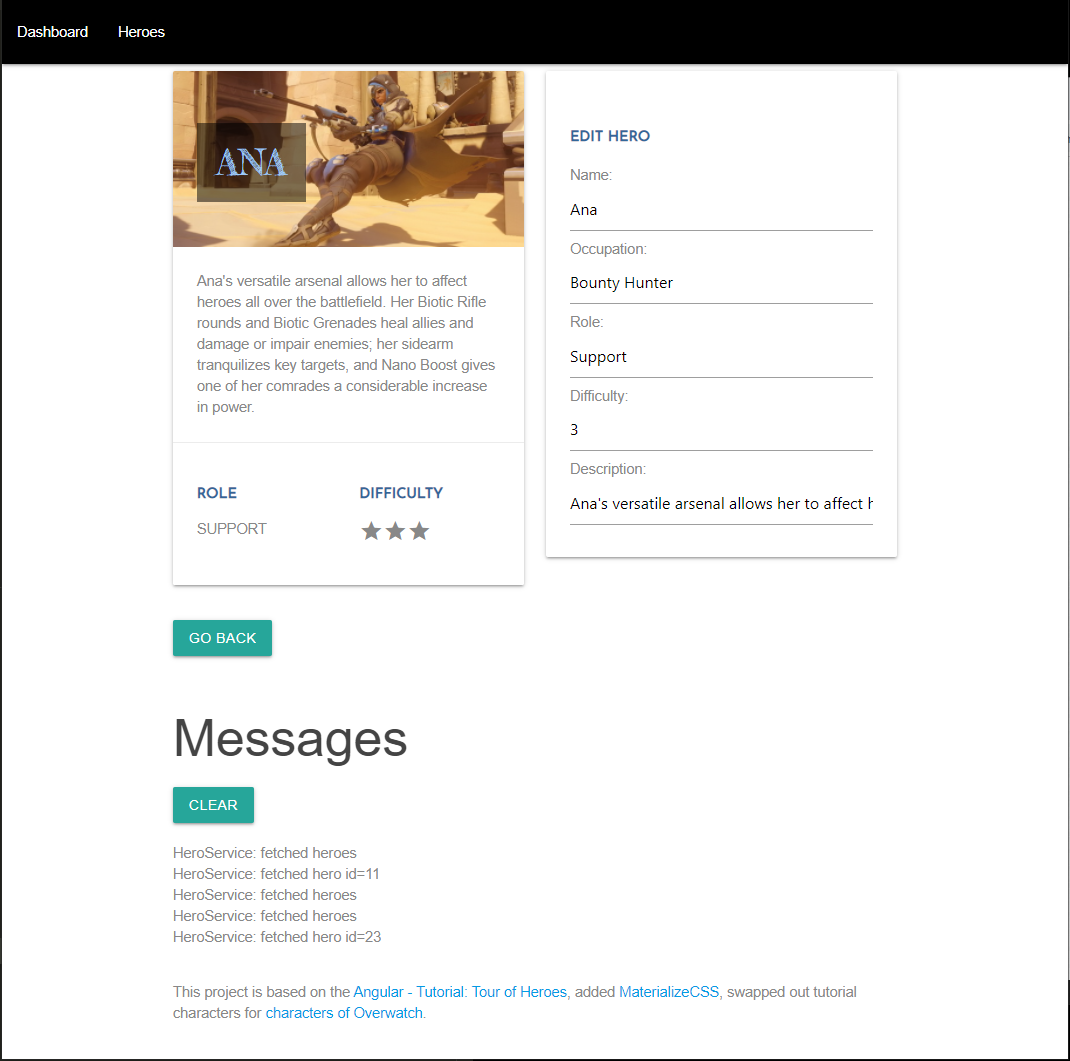 Dashboard Heroes
ANA
Ana's versatile arsenal allows her to affect
heroes all over the battlefield. Her Biotic Rifle
rounds and Biotic Grenades heal allies and
damage or impair enemies; her sidearm
tranquilizes key targets, and Nano Boost gives
one of her comrades a considerable increase
in power.
ROLE DIFFICULTY
SUPPORT
EDIT HERO
Name:
Ana
Occupation:
Bounty Hunter
Role:
Support
Difficulty:
3
Description:
Ana's versatile arsenal allows her to affect h
GO BACK
Messages
CLEAR
HeroService: fetched heroes
HeroService: fetched hero id=11
HeroService: fetched heroes
HeroService: fetched heroes
HeroService: fetched hero id=23
This project is based on the Angular - Tutorial: Tour of Heroes, added MaterializeCSS, swapped out tutorial
characters for characters of Overwatch.